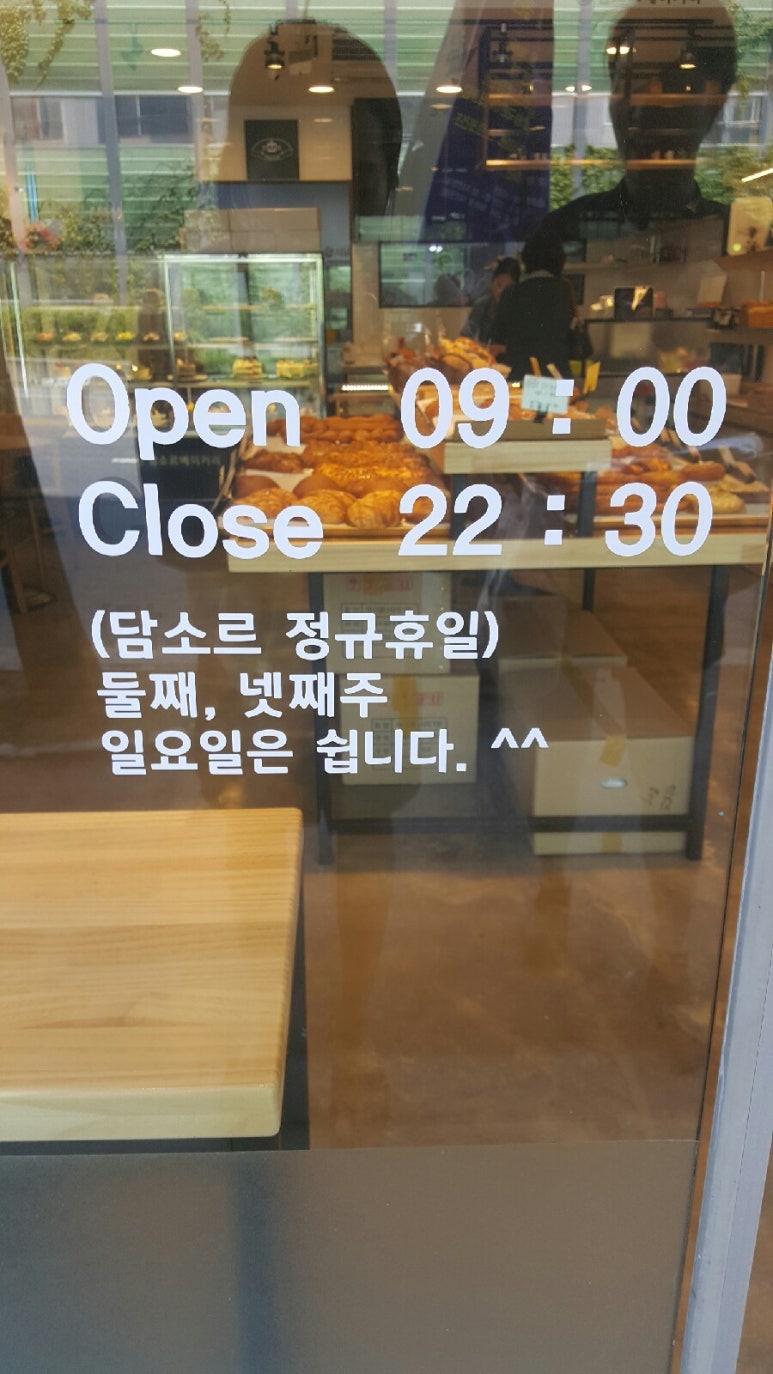 Open 09 : 00
Close 22 : 30
(담소르 정규휴일)
둘째, 넷째주
일요일은 쉽니다. ^^